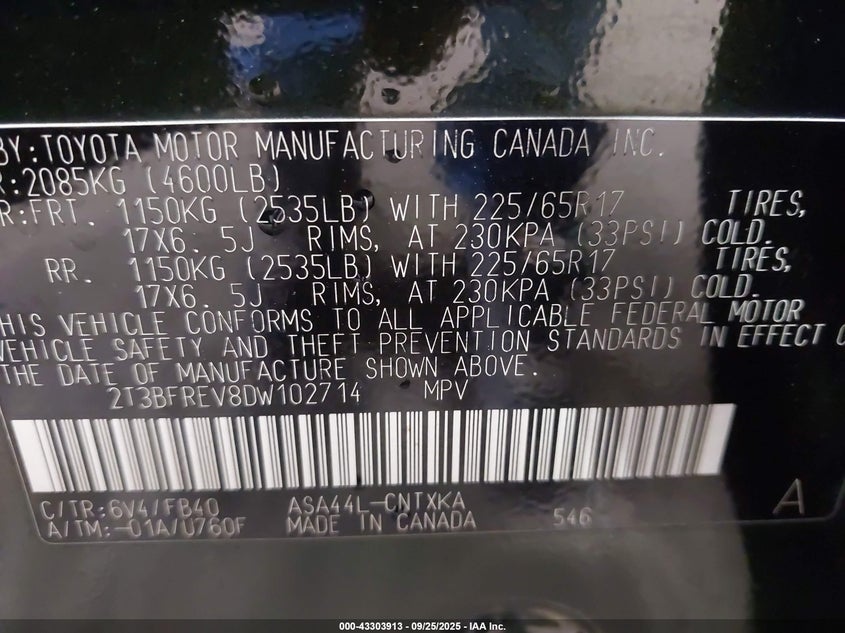 BY:TOYOTA MOTOR MANUFACTURING CANADA INC.
R:2085KG (4600LB)
R:FRT. 1150KG (2535LB) WITH 225/65R17 TIRES,
17X6. 5J RIMS, AT 230KPA (33PSI) COLD.
RR. 1150KG (2535LB) WITH 225/65R17 TIRES,
17X6. 5J RIMS, AT 230KPA (33PSI) COLD.
HIS VEHICLE CONFORMS TO ALL APPLICABLE FEDERAL MOTOR
VEHICLE SAFETY AND THEFT PREVENTION STANDARDS IN EFFECT O
THE DATE OF MANUFACTURE SHOWN ABOVE.
2T3BFREV8DW102714 MPV
C/TR:6V4/FB40 ASA44L-CNTXKA A
A/TM:-01A/U760F MADE IN CANADA 546
000-43303913 - 09/25/2025 - IAA Inc.